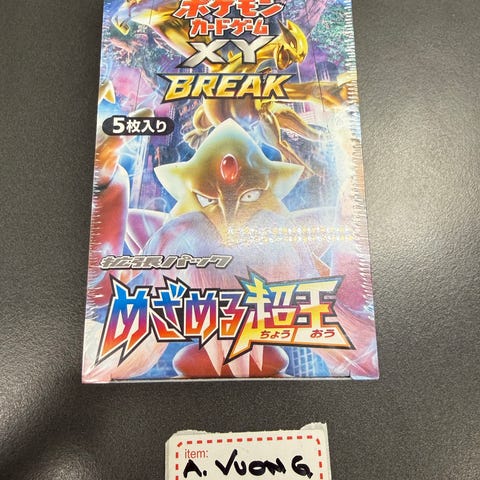 ポケモン
カードゲーム
XY
BREAK
5枚入り
拡張パック
めざめる超王
ちょう おう
item:
A. VUONG